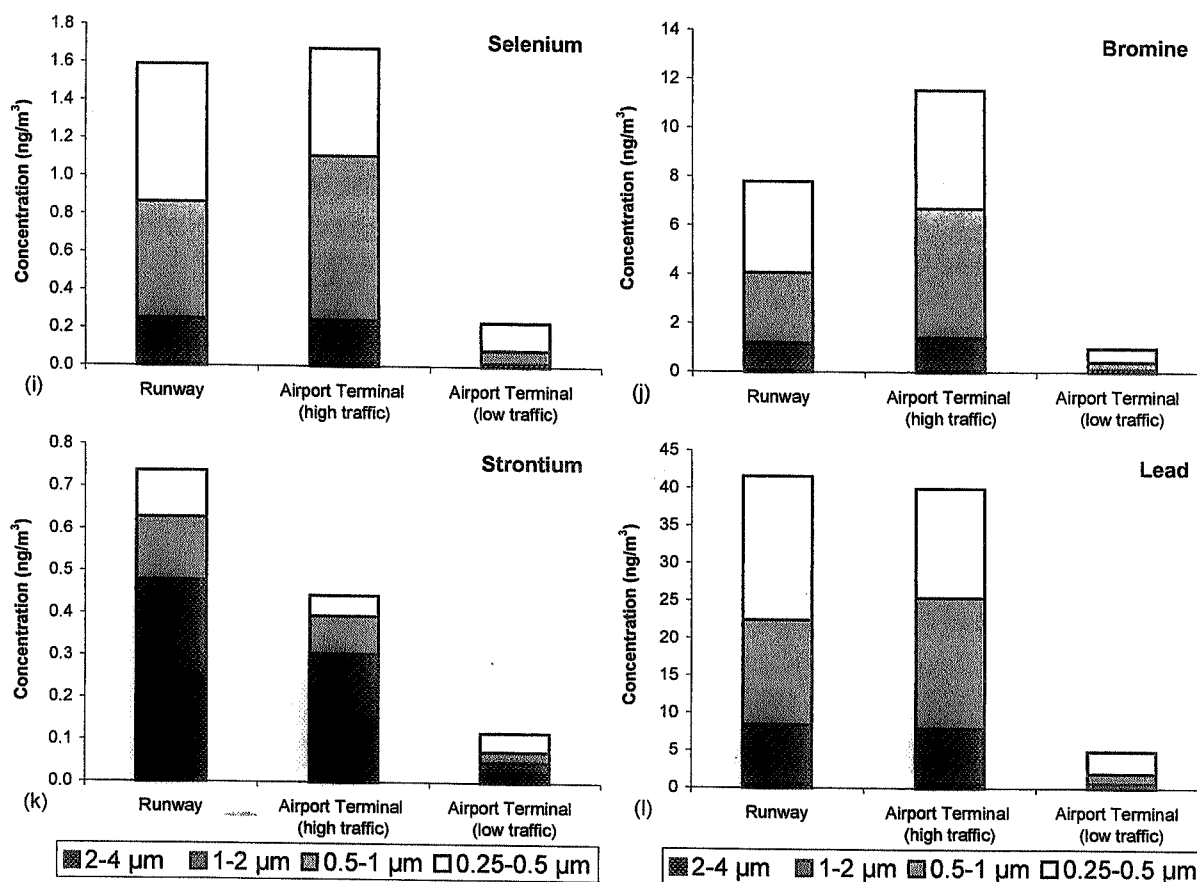 Selenium
Concentration (ng/m³)
1.8
1.6
1.4
1.2
1.0
0.8
0.6
0.4
0.2
0.0
Runway
Airport Terminal
(high traffic)
Airport Terminal
(low traffic)
(i)
Bromine
Concentration (ng/m³)
14
12
10
8
6
4
2
0
Runway
Airport Terminal
(high traffic)
Airport Terminal
(low traffic)
(j)
Strontium
Concentration (ng/m³)
0.8
0.7
0.6
0.5
0.4
0.3
0.2
0.1
0.0
Runway
Airport Terminal
(high traffic)
Airport Terminal
(low traffic)
(k)
Lead
Concentration (ng/m³)
45
40
35
30
25
20
15
10
5
0
Runway
Airport Terminal
(high traffic)
Airport Terminal
(low traffic)
(l)
2-4 µm 1-2 µm 0.5-1 µm 0.25-0.5 µm
2-4 µm 1-2 µm 0.5-1 µm 0.25-0.5 µm